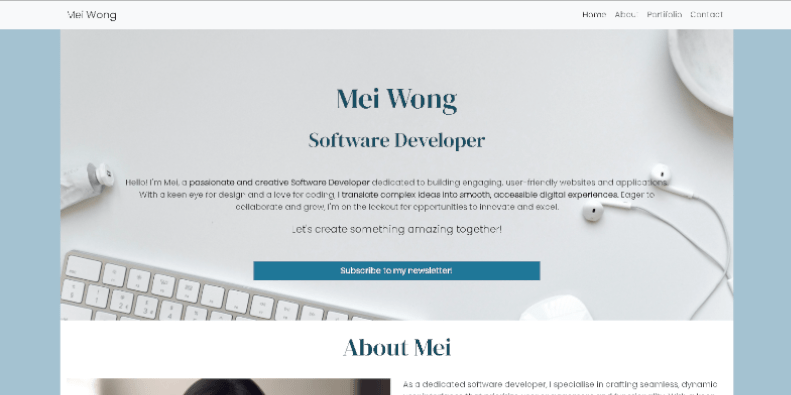 Mei Wong
Home About Portfolio Contact
Mei Wong
Software Developer
Hello! I'm Mei, a passionate and creative Software Developer dedicated to building engaging, user-friendly websites and applications.
With a keen eye for design and a love for coding, I translate complex ideas into smooth, accessible digital experiences. Eager to
collaborate and grow, I'm on the lookout for opportunities to innovate and excel.
Let's create something amazing together!
Subscribe to my newsletter!
About Mei
As a dedicated software developer, I specialise in crafting seamless, dynamic